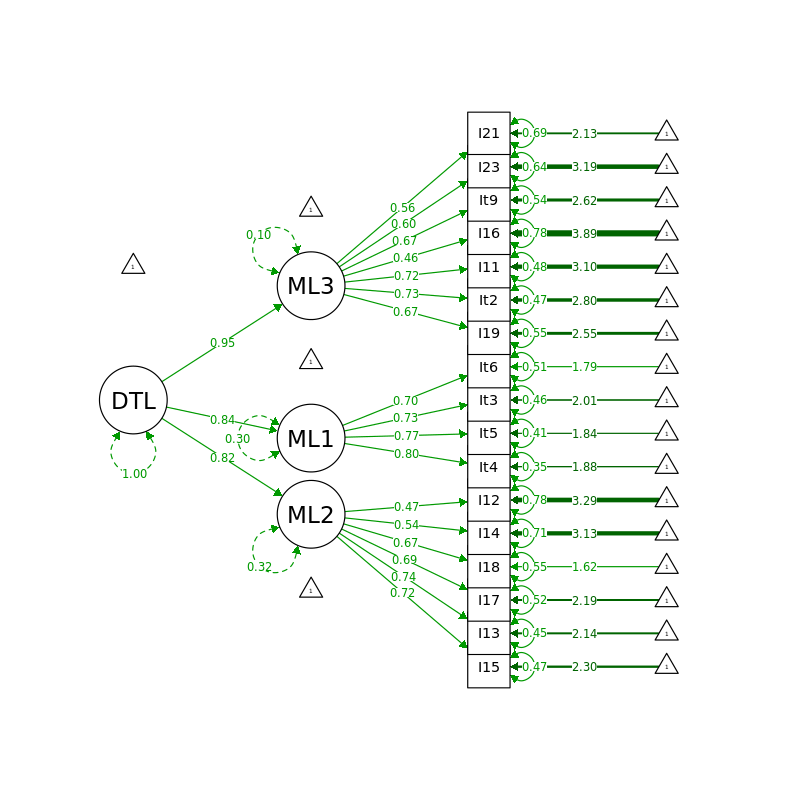 I21 0.69 2.13 1
I23 0.64 3.19 1
It9 0.54 2.62 1
I16 0.78 3.89 1
I11 0.48 3.10 1
It2 0.47 2.80 1
I19 0.55 2.55 1
It6 0.51 1.79 1
It3 0.46 2.01 1
It5 0.41 1.84 1
It4 0.35 1.88 1
I12 0.78 3.29 1
I14 0.71 3.13 1
I18 0.55 1.62 1
I17 0.52 2.19 1
I13 0.45 2.14 1
I15 0.47 2.30 1
1
0.56
0.60
0.67
0.46
0.72
0.73
0.67
0.10
ML3
1
0.95
1
DTL
1.00
0.84
0.82
0.70
0.73
0.77
0.80
0.30
ML1
ML2
0.47
0.54
0.67
0.69
0.74
0.72
0.32
1